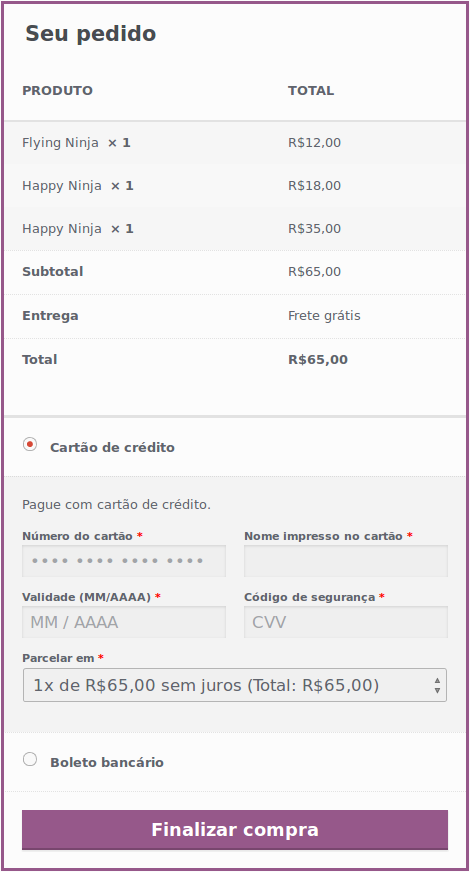 Seu pedido
PRODUTO TOTAL
Flying Ninja × 1 R$12,00
Happy Ninja × 1 R$18,00
Happy Ninja × 1 R$35,00
Subtotal R$65,00
Entrega Frete grátis
Total R$65,00
Cartão de crédito
Pague com cartão de crédito.
Número do cartão * Nome impresso no cartão *
•••• •••• •••• ••••
Validade (MM/AAAA) * Código de segurança *
MM / AAAA CVV
Parcelar em *
1x de R$65,00 sem juros (Total: R$65,00)
Boleto bancário
Finalizar compra